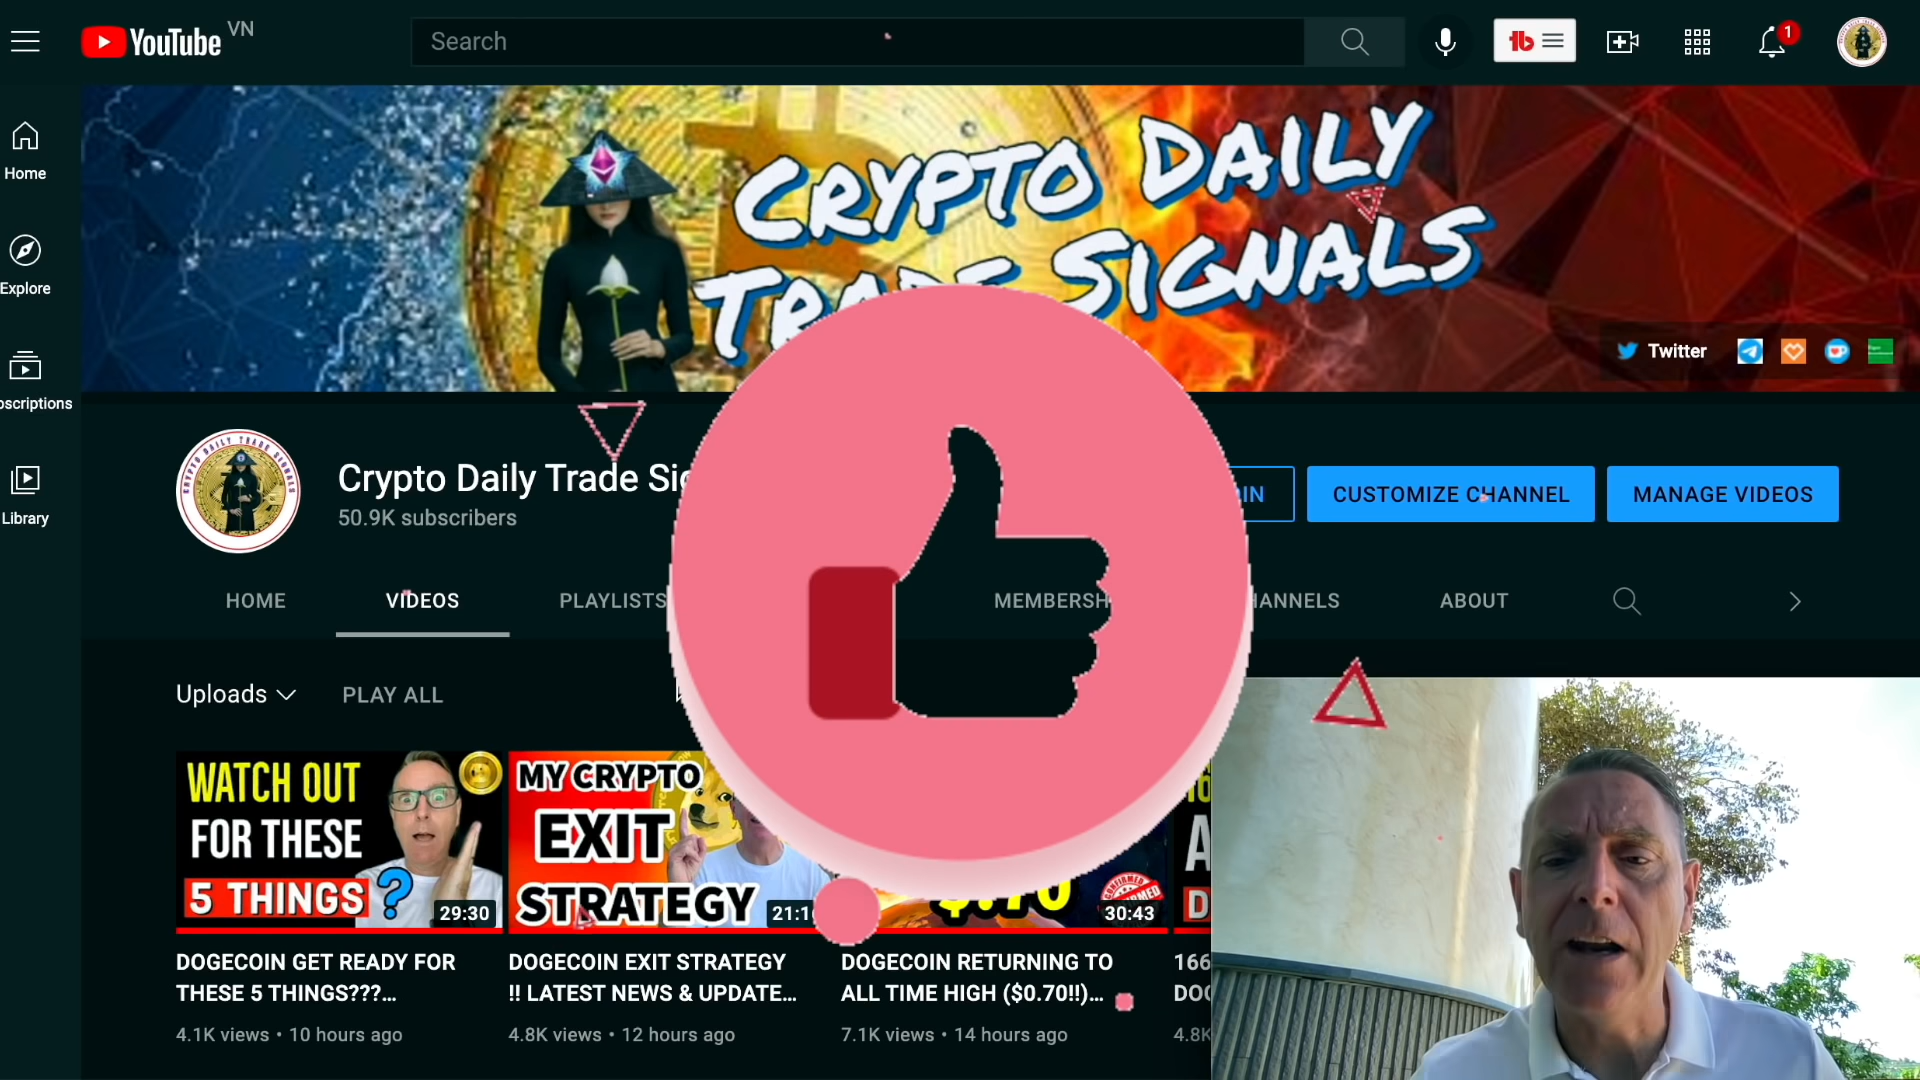 YouTube VN
Search
1
Home
Explore
Library
CRYPTO DAILY
SIGNALS
Twitter
Crypto Daily Trade
50.9K subscribers
CUSTOMIZE CHANNEL
MANAGE VIDEOS
HOME
VIDEOS
PLAYLISTS
ABOUT
Uploads
PLAY ALL
WATCH OUT
FOR THESE
5 THINGS
29:30
MY CRYPTO
EXIT
STRATEGY
CONFIRMED
30:43
DOGECOIN GET READY FOR
THESE 5 THINGS???...
4.1K views • 10 hours ago
DOGECOIN EXIT STRATEGY
!! LATEST NEWS & UPDATE...
4.8K views • 12 hours ago
DOGECOIN RETURNING TO
ALL TIME HIGH ($0.70!!)...
7.1K views • 14 hours ago